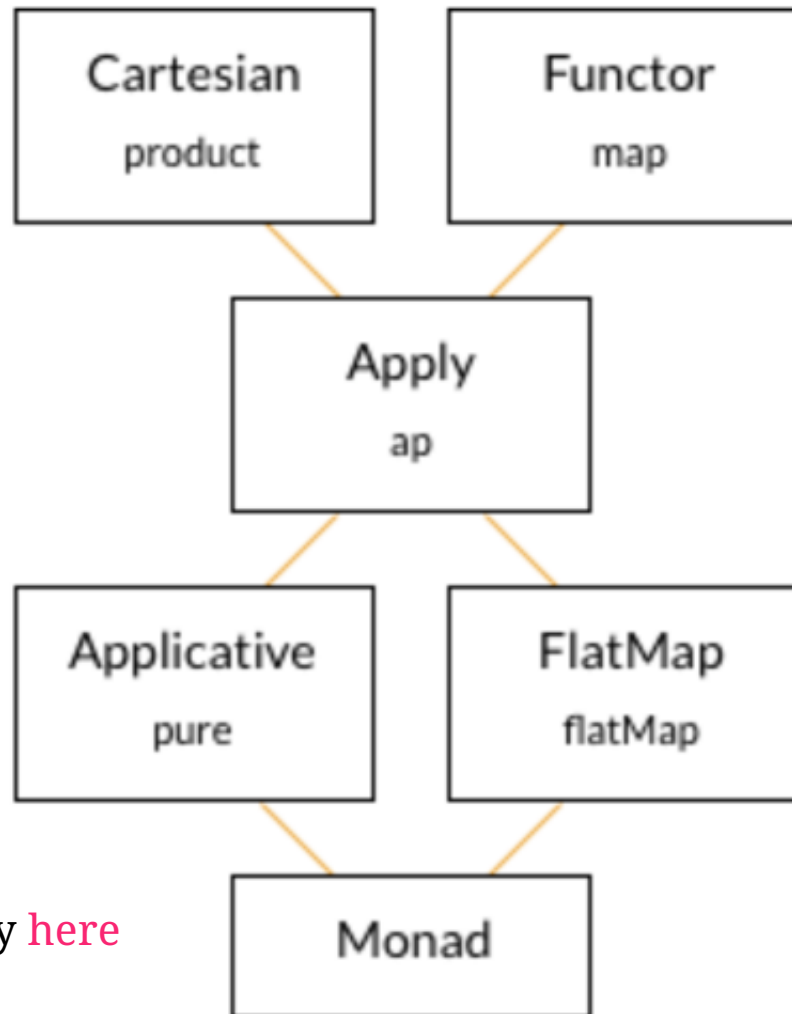 Cartesian
product
Functor
map
Apply
ap
Applicative
pure
FlatMap
flatMap
Monad
y here